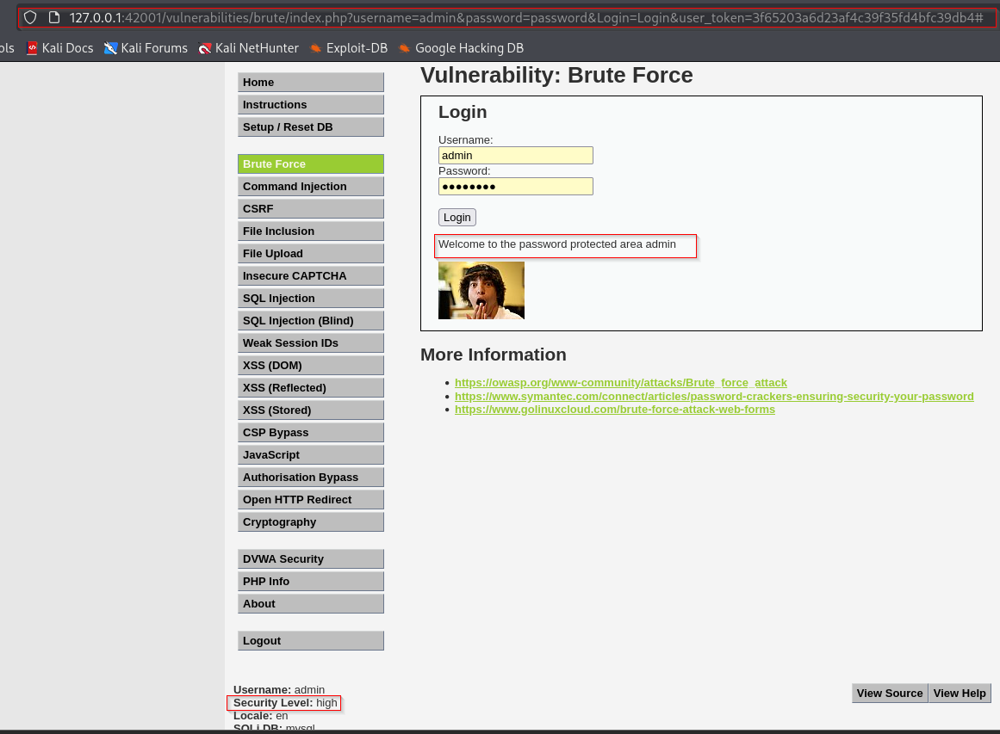 127.0.0.1:42001/vulnerabilities/brute/index.php?username=admin&password=password&Login=Login&user_token=3f65203a6d23af4c39f35fd4bfc39db4#
ols Kali Docs Kali Forums Kali NetHunter Exploit-DB Google Hacking DB
Home
Instructions
Setup / Reset DB
Brute Force
Command Injection
CSRF
File Inclusion
File Upload
Insecure CAPTCHA
SQL Injection
SQL Injection (Blind)
Weak Session IDs
XSS (DOM)
XSS (Reflected)
XSS (Stored)
CSP Bypass
JavaScript
Authorisation Bypass
Open HTTP Redirect
Cryptography
DVWA Security
PHP Info
About
Logout
Vulnerability: Brute Force
Login
Username:
admin
Password:
●●●●●●●●
Login
Welcome to the password protected area admin
More Information
• https://owasp.org/www-community/attacks/Brute_force_attack
• https://www.symantec.com/connect/articles/password-crackers-ensuring-security-your-password
• https://www.golinuxcloud.com/brute-force-attack-web-forms
Username: admin
Security Level: high
Locale: en
SQLi DB: mysql
View Source View Help